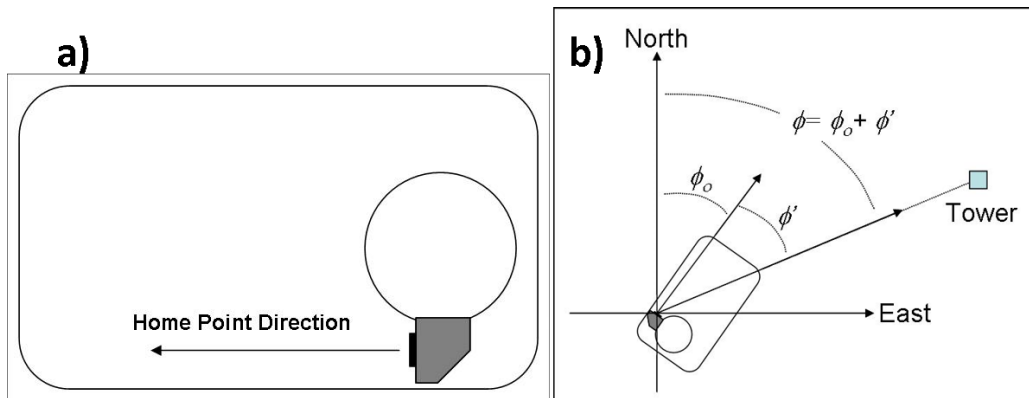 a)
Home Point Direction
b)
North
ϕ= ϕo+ ϕ'
ϕo
ϕ'
Tower
East